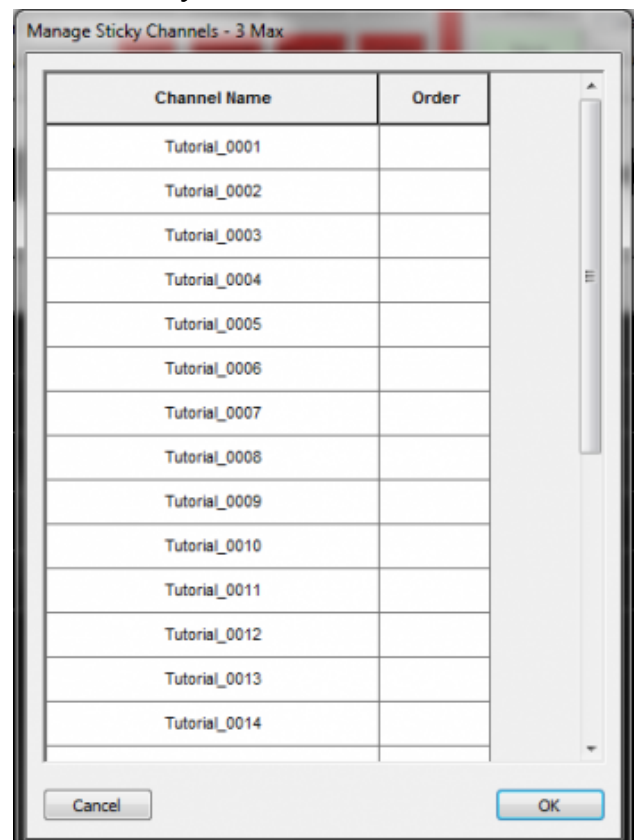 Manage Sticky Channels - 3 Max
Channel Name Order
Tutorial_0001
Tutorial_0002
Tutorial_0003
Tutorial_0004
Tutorial_0005
Tutorial_0006
Tutorial_0007
Tutorial_0008
Tutorial_0009
Tutorial_0010
Tutorial_0011
Tutorial_0012
Tutorial_0013
Tutorial_0014
Cancel OK